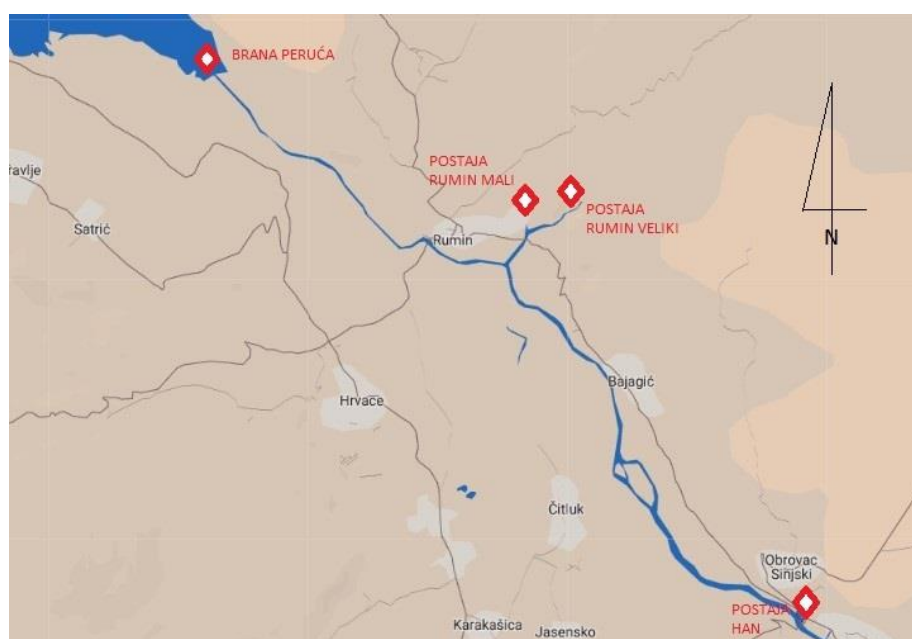 BRANA PERUĆA
POSTAJA
RUMIN MALI
POSTAJA
RUMIN VELIKI
ravlje
Satrić
Rumin
N
Bajagić
Hrvace
Čitluk
Obrovac
Sinjski
POSTAJA
HAN
Karakašica
Jasensko